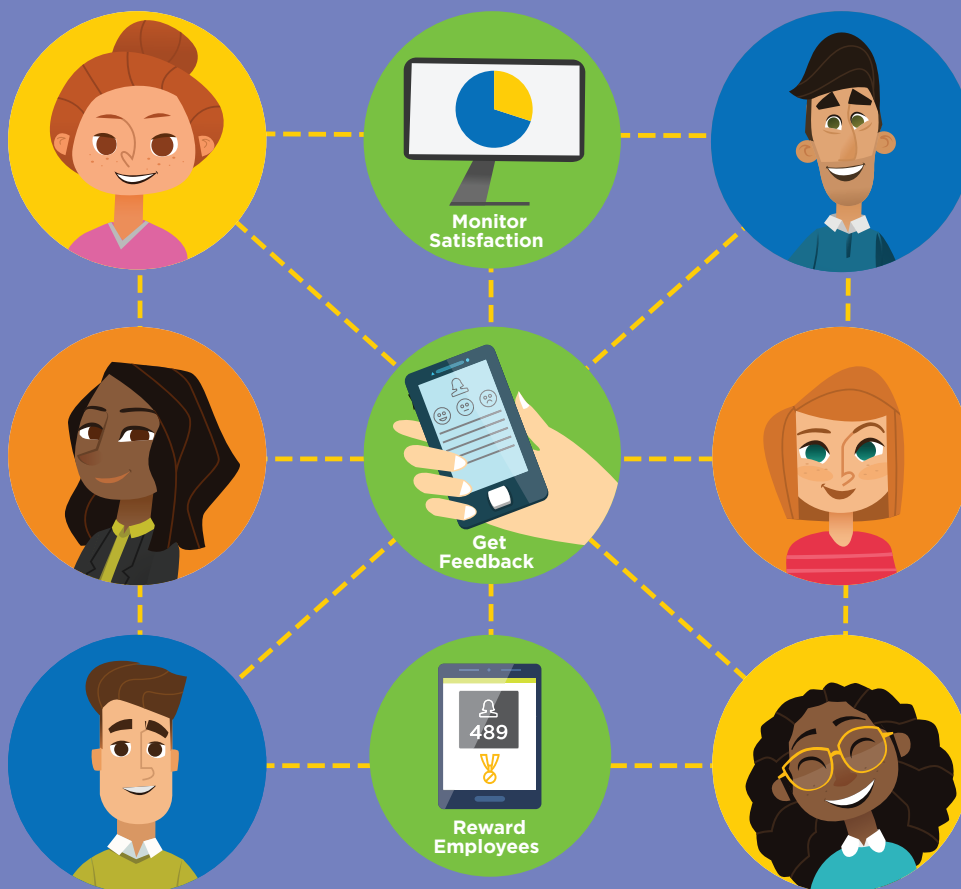 Monitor
Satisfaction
Get
Feedback
489
Reward
Employees